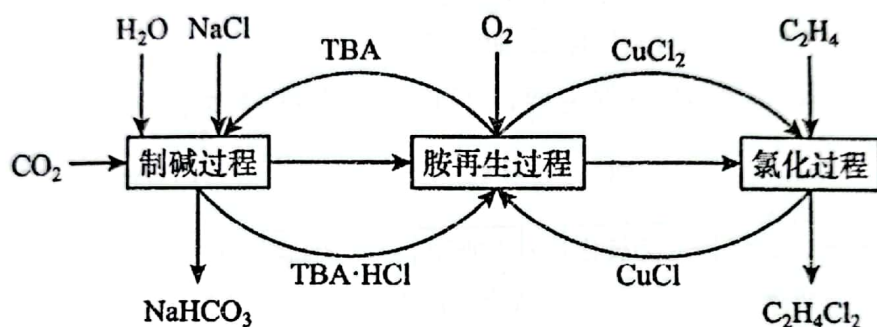 H₂O NaCl TBA O₂ CuCl₂ C₂H₄
CO₂ 制碱过程 胺再生过程 氯化过程
TBA·HCl CuCl
NaHCO₃ C₂H₄Cl₂